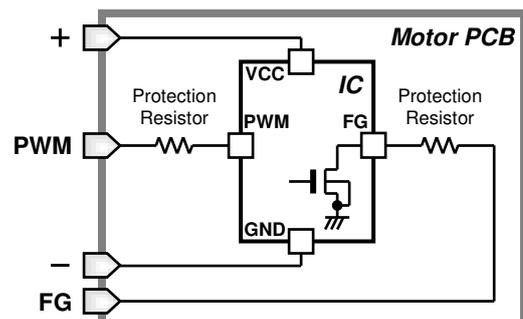 +
Motor PCB
VCC
IC
Protection
Resistor
Protection
Resistor
PWM
PWM
FG
GND
−
FG